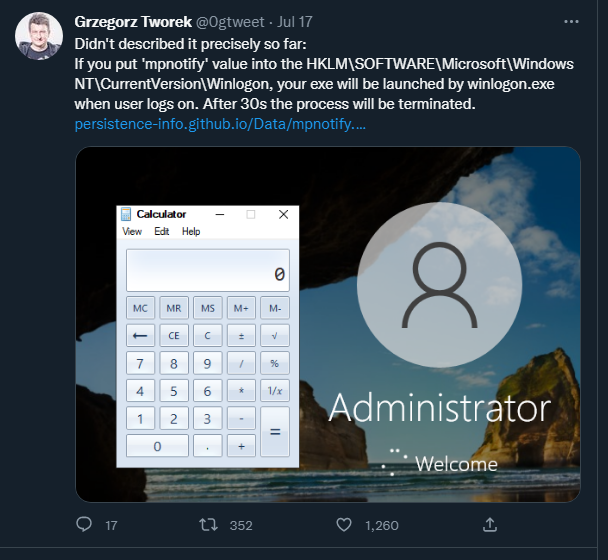 Grzegorz Tworek @0gtweet · Jul 17
Didn't described it precisely so far:
If you put 'mpnotify' value into the HKLM\SOFTWARE\Microsoft\Windows
NT\CurrentVersion\Winlogon, your exe will be launched by winlogon.exe
when user logs on. After 30s the process will be terminated.
persistence-info.github.io/Data/mpnotify.…
Calculator
View Edit Help
0
MC MR MS M+ M-
← CE C ± √
7 8 9 / %
4 5 6 * 1/x
1 2 3 - =
0 . +
Administrator
Welcome
17 352 1,260